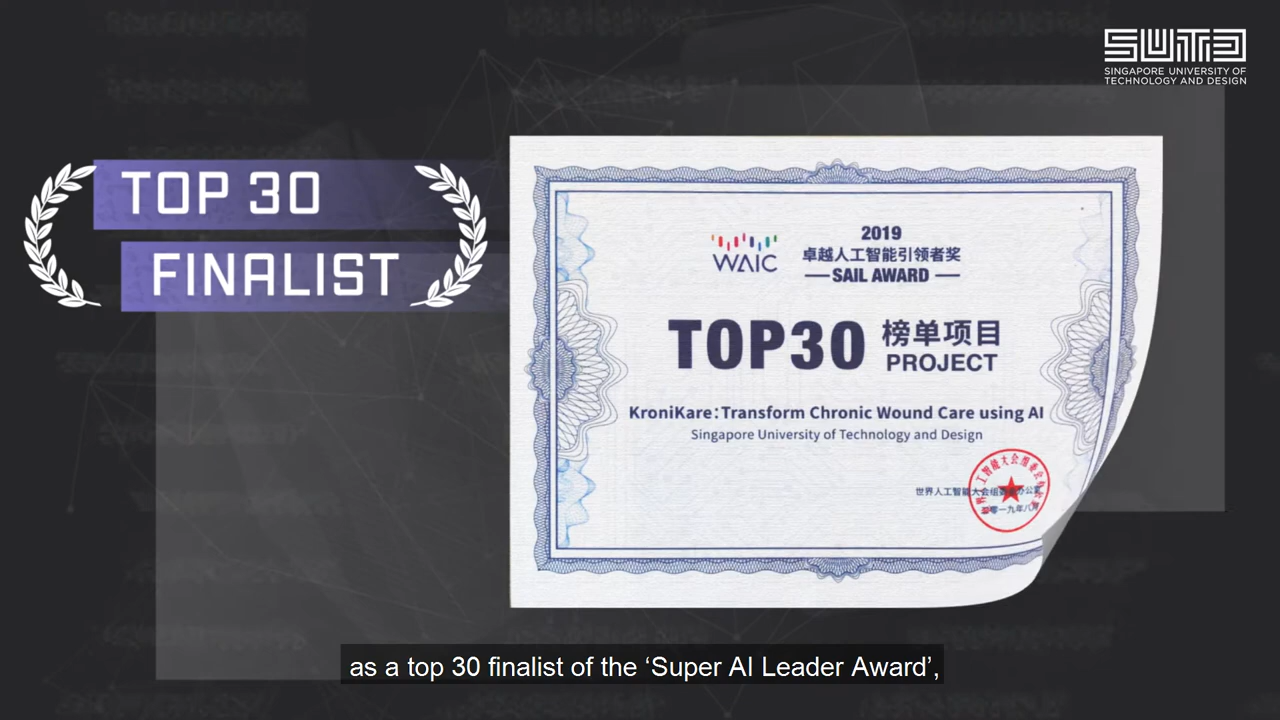 SUTD
SINGAPORE UNIVERSITY OF
TECHNOLOGY AND DESIGN
TOP 30
FINALIST
WAIC
2019
卓越人工智能引领者奖
SAIL AWARD
TOP30 榜单项目
PROJECT
KroniKare:Transform Chronic Wound Care using AI
Singapore University of Technology and Design
世界人工智能大会组委会办公室
二零一九年八月
as a top 30 finalist of the ‘Super AI Leader Award’,